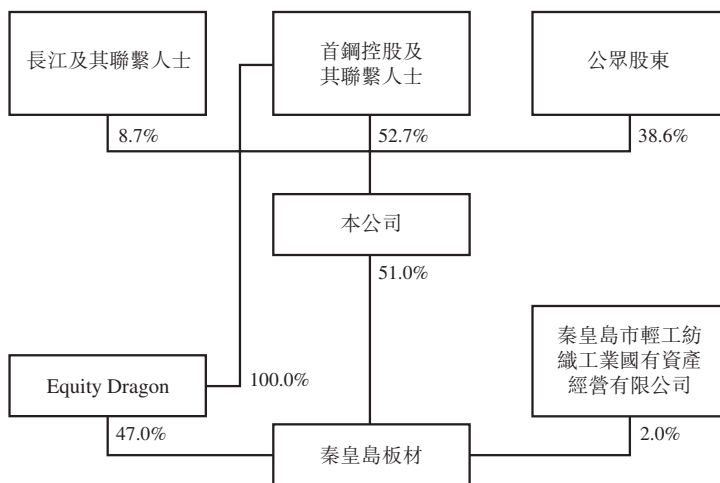 長江及其聯繫人士
首鋼控股及
其聯繫人士
公眾股東
8.7%
52.7%
38.6%
本公司
51.0%
秦皇島市輕工紡
織工業國有資產
經營有限公司
Equity Dragon
100.0%
47.0%
2.0%
秦皇島板材